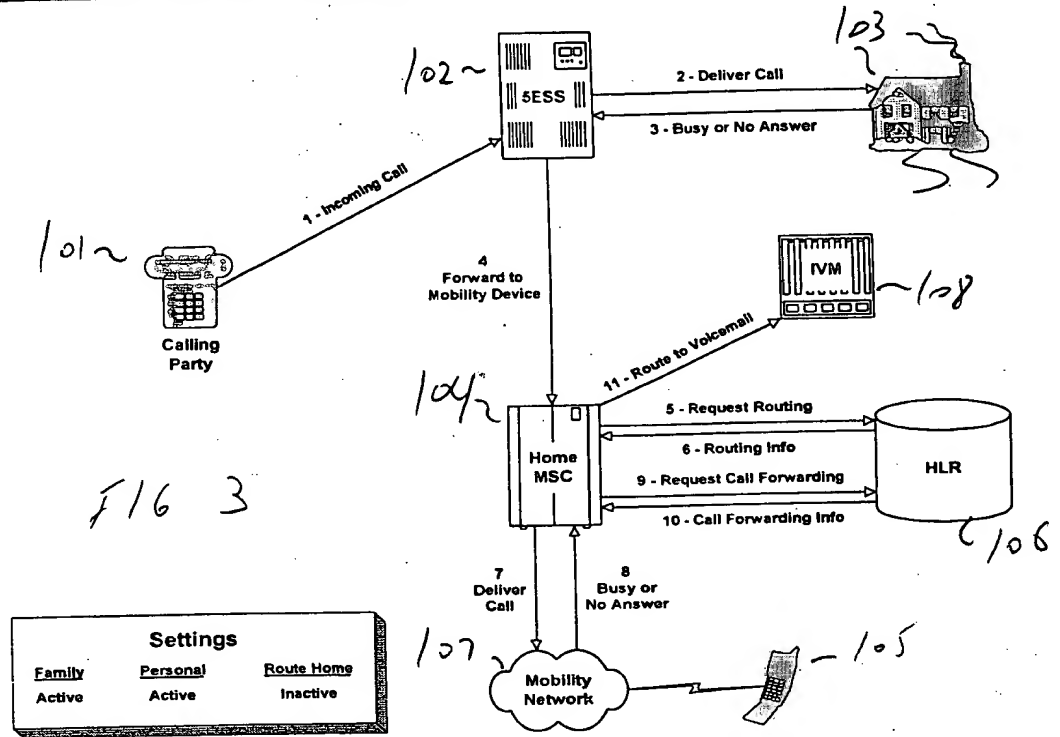 102
5ESS
2 - Deliver Call
3 - Busy or No Answer
103
1 - Incoming Call
101
Calling
Party
4
Forward to
Mobility Device
IVM
108
11 - Route to Voicemail
104
Home
MSC
5 - Request Routing
6 - Routing Info
9 - Request Call Forwarding
10 - Call Forwarding Info
HLR
106
FIG 3
7
Deliver
Call
8
Busy or
No Answer
Settings
Family Personal Route Home
Active Active Inactive
107
Mobility
Network
105